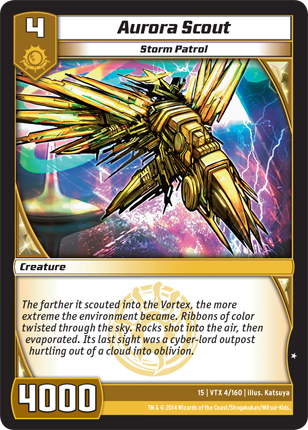 4
Aurora Scout
Storm Patrol
Creature
The farther it scouted into the Vortex, the more
extreme the environment became. Ribbons of color
twisted through the sky. Rocks shot into the air, then
evaporated. Its last sight was a cyber-lord outpost
hurtling out of a cloud into oblivion.
4000
15 | VTX 4/160 | illus. Katsuya
TM & © 2014 Wizards of the Coast/Shogakukan/Mitsui-Kids.